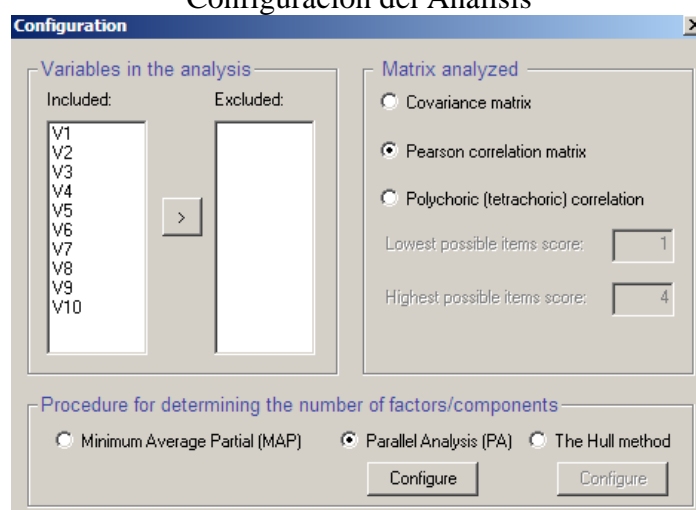 Configuración del Análisis
Configuration
Variables in the analysis
Included:
Excluded:
V1
V2
V3
V4
V5
V6
V7
V8
V9
V10
>
Matrix analyzed
Covariance matrix
Pearson correlation matrix
Polychoric (tetrachoric) correlation
Lowest possible items score: 1
Highest possible items score: 4
Procedure for determining the number of factors/components
Minimum Average Partial (MAP)
Parallel Analysis (PA)
The Hull method
Configure
Configure